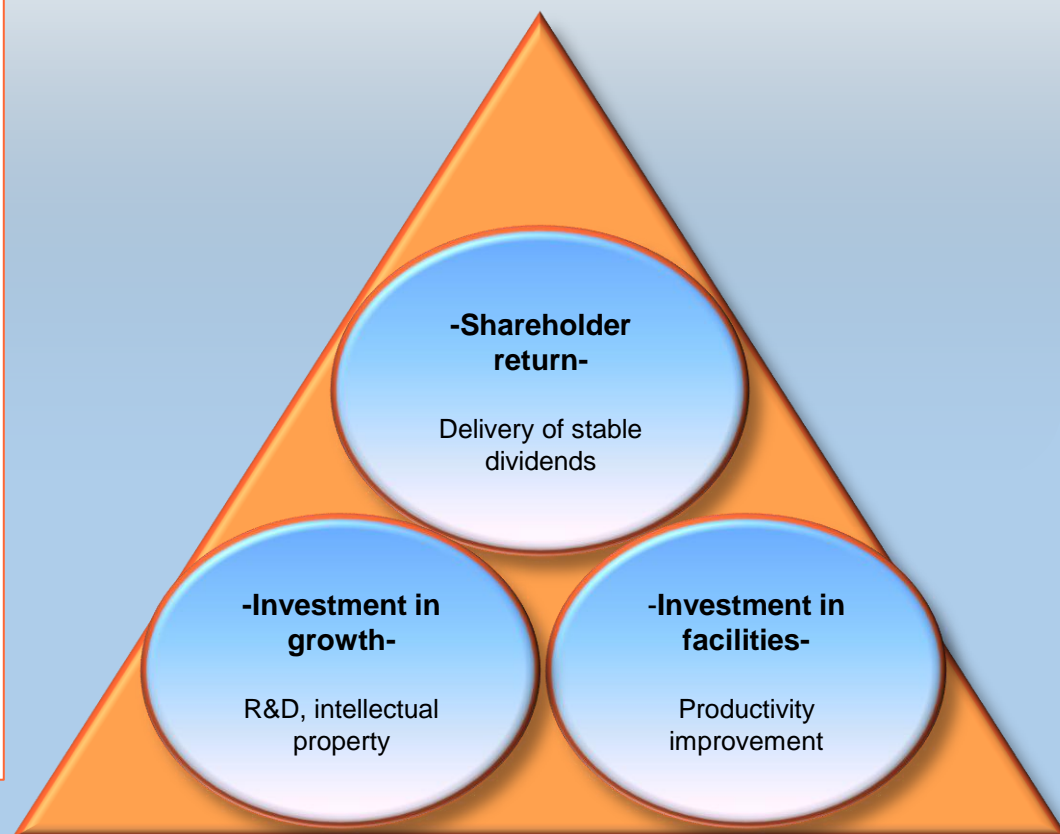 -Shareholder
return-
Delivery of stable
dividends
-Investment in
growth-
R&D, intellectual
property
-Investment in
facilities-
Productivity
improvement